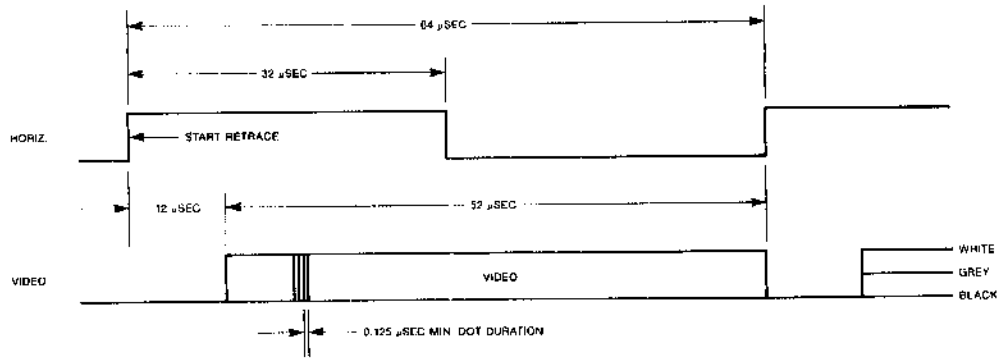 64 µSEC
32 µSEC
HORIZ.
START RETRACE
12 µSEC
52 µSEC
WHITE
VIDEO
VIDEO
GREY
BLACK
0.125 µSEC MIN DOT DURATION